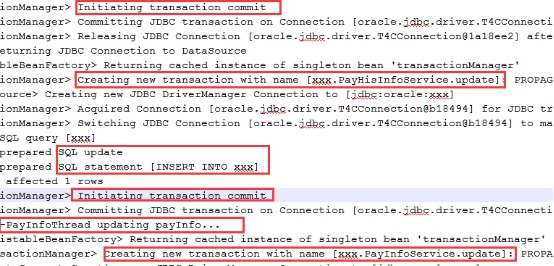 ionManager> Initiating transaction commit
ionManager> Committing JDBC transaction on Connection [oracle.jdbc.driver.T4CConnecti
ionManager> Releasing JDBC Connection [oracle.jdbc.driver.T4CConnection@1a18ee2] after
eturning JDBC Connection to DataSource
bleBeanFactory> Returning cached instance of singleton bean 'transactionManager'
ionManager> Creating new transaction with name [xxx.PayHisInfoService.update]: PROPAG
ource> Creating new JDBC DriverManager Connection to [jdbc:oracle:xxx]
ionManager> Acquired Connection [oracle.jdbc.driver.T4CConnection@b18494] for JDBC tr
ionManager> Switching JDBC Connection [oracle.jdbc.driver.T4CConnection@b18494] to ma
SQL query [xxx]
prepared SQL update
prepared SQL statement [INSERT INTO xxx]
affected 1 rows
ionManager> Initiating transaction commit
ionManager> Committing JDBC transaction on Connection [oracle.jdbc.driver.T4CConnecti
-PayInfoThread updating payInfo...
istableBeanFactory> Returning cached instance of singleton bean 'transactionManager'
sactionManager> Creating new transaction with name [xxx.PayInfoService.update]: PROPA